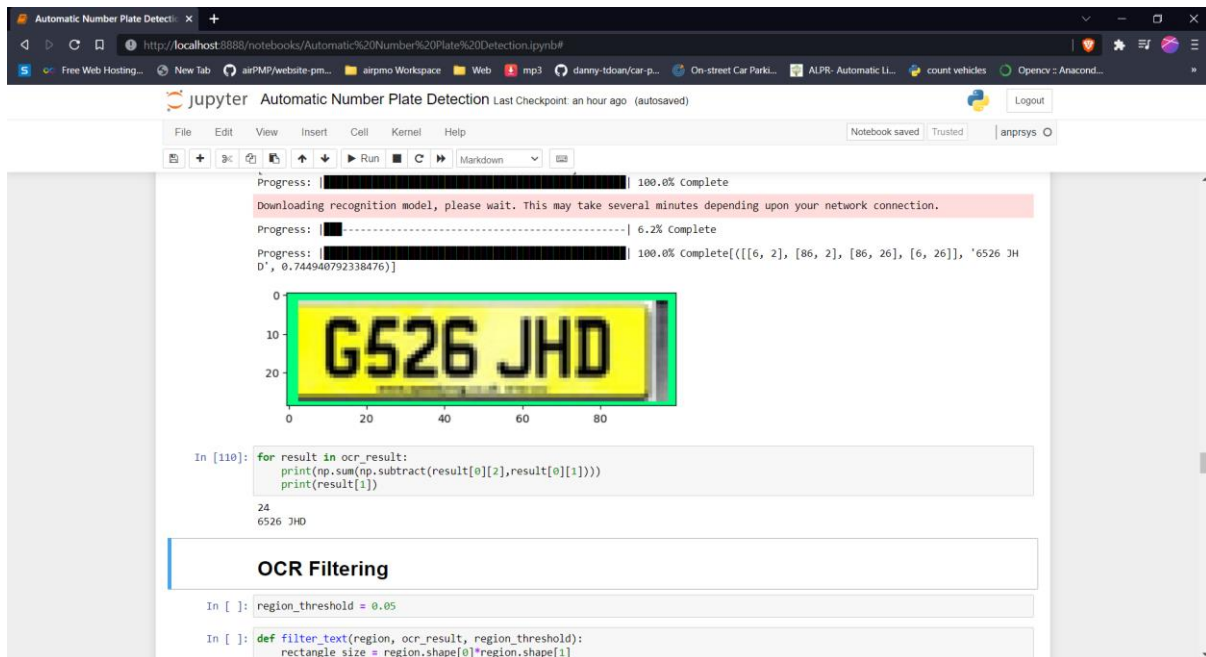 Automatic Number Plate Detectic
http://localhost:8888/notebooks/Automatic%20Number%20Plate%20Detection.ipynb#
Free Web Hosting... New Tab airPMP/website-pm... airpmo Workspace Web mp3 danny-tdoan/car-p... On-street Car Parki... ALPR- Automatic Li... count vehicles Opencv :: Anacond... »
jupyter Automatic Number Plate Detection Last Checkpoint: an hour ago (autosaved) Logout
File Edit View Insert Cell Kernel Help Notebook saved Trusted anprsys
Run Markdown
Progress: 100.0% Complete
Downloading recognition model, please wait. This may take several minutes depending upon your network connection.
Progress: |███--------------------------------------------| 6.2% Complete
Progress: 100.0% Complete[([[6, 2], [86, 2], [86, 26], [6, 26]], '6526 JH
D', 0.744940792338476)]
0
10
20
G526 JHD
0 20 40 60 80
In [110]: for result in ocr_result:
print(np.sum(np.subtract(result[0][2],result[0][1])))
print(result[1])
24
6526 JHD
OCR Filtering
In [ ]: region_threshold = 0.05
In [ ]: def filter_text(region, ocr_result, region_threshold):
rectangle_size = region.shape[0]*region.shape[1]